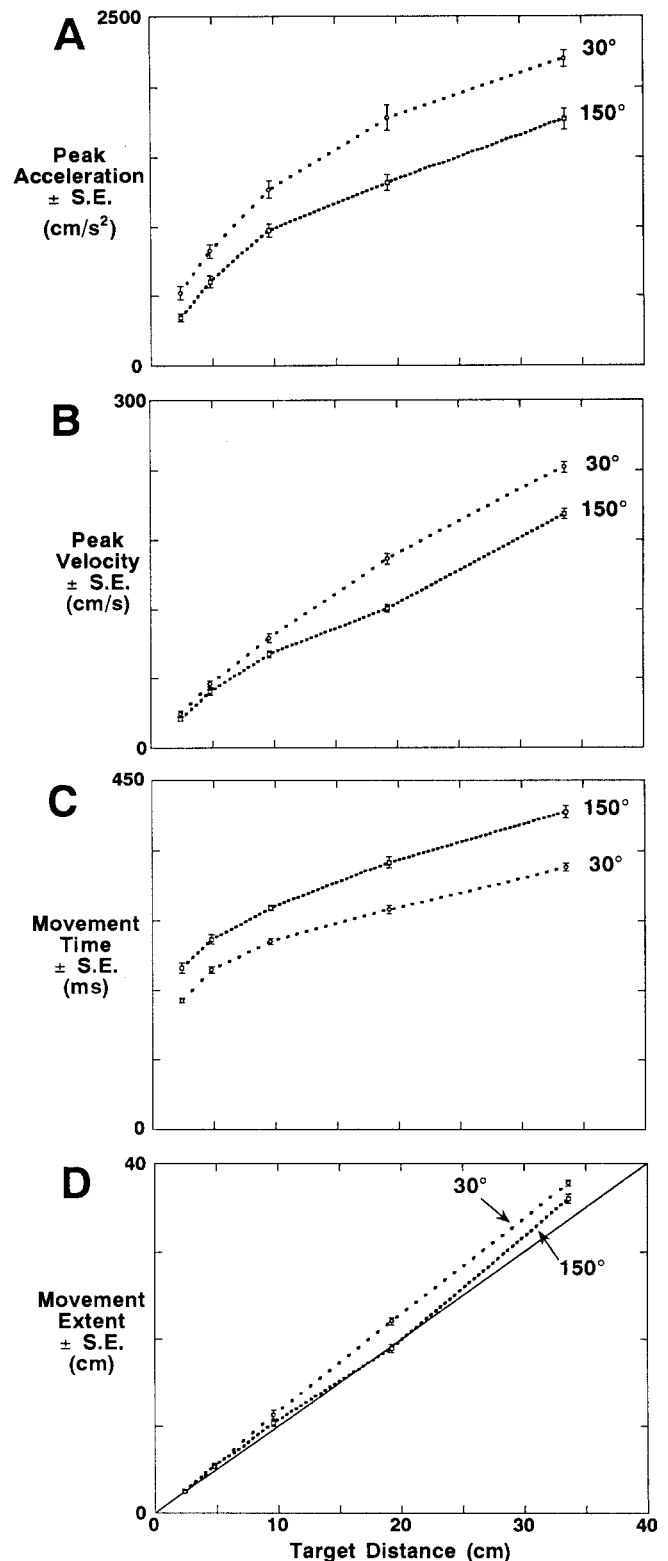 A
2500
30°
150°
Peak
Acceleration
± S.E.
(cm/s²)
0
B
300
30°
150°
Peak
Velocity
± S.E.
(cm/s)
0
C
450
150°
30°
Movement
Time
± S.E.
(ms)
0
D
40
30°
150°
Movement
Extent
± S.E.
(cm)
0
0 10 20 30 40
Target Distance (cm)